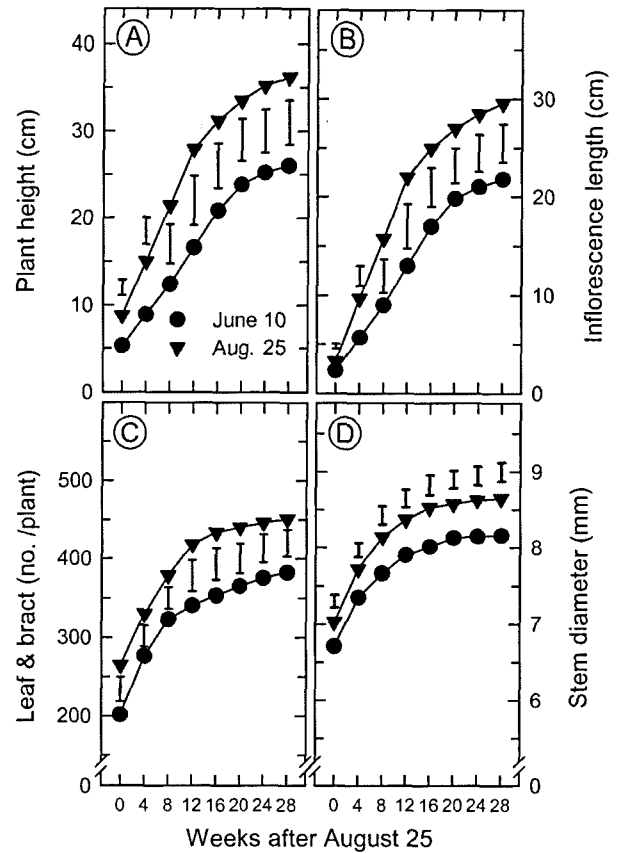 A
B
40
30
20
10
0
Plant height (cm)
June 10
Aug. 25
30
20
10
0
Inflorescence length (cm)
C
D
500
400
300
200
0
Leaf & bract (no. /plant)
9
8
7
6
0
Stem diameter (mm)
0 4 8 12 16 20 24 28
0 4 8 12 16 20 24 28
Weeks after August 25